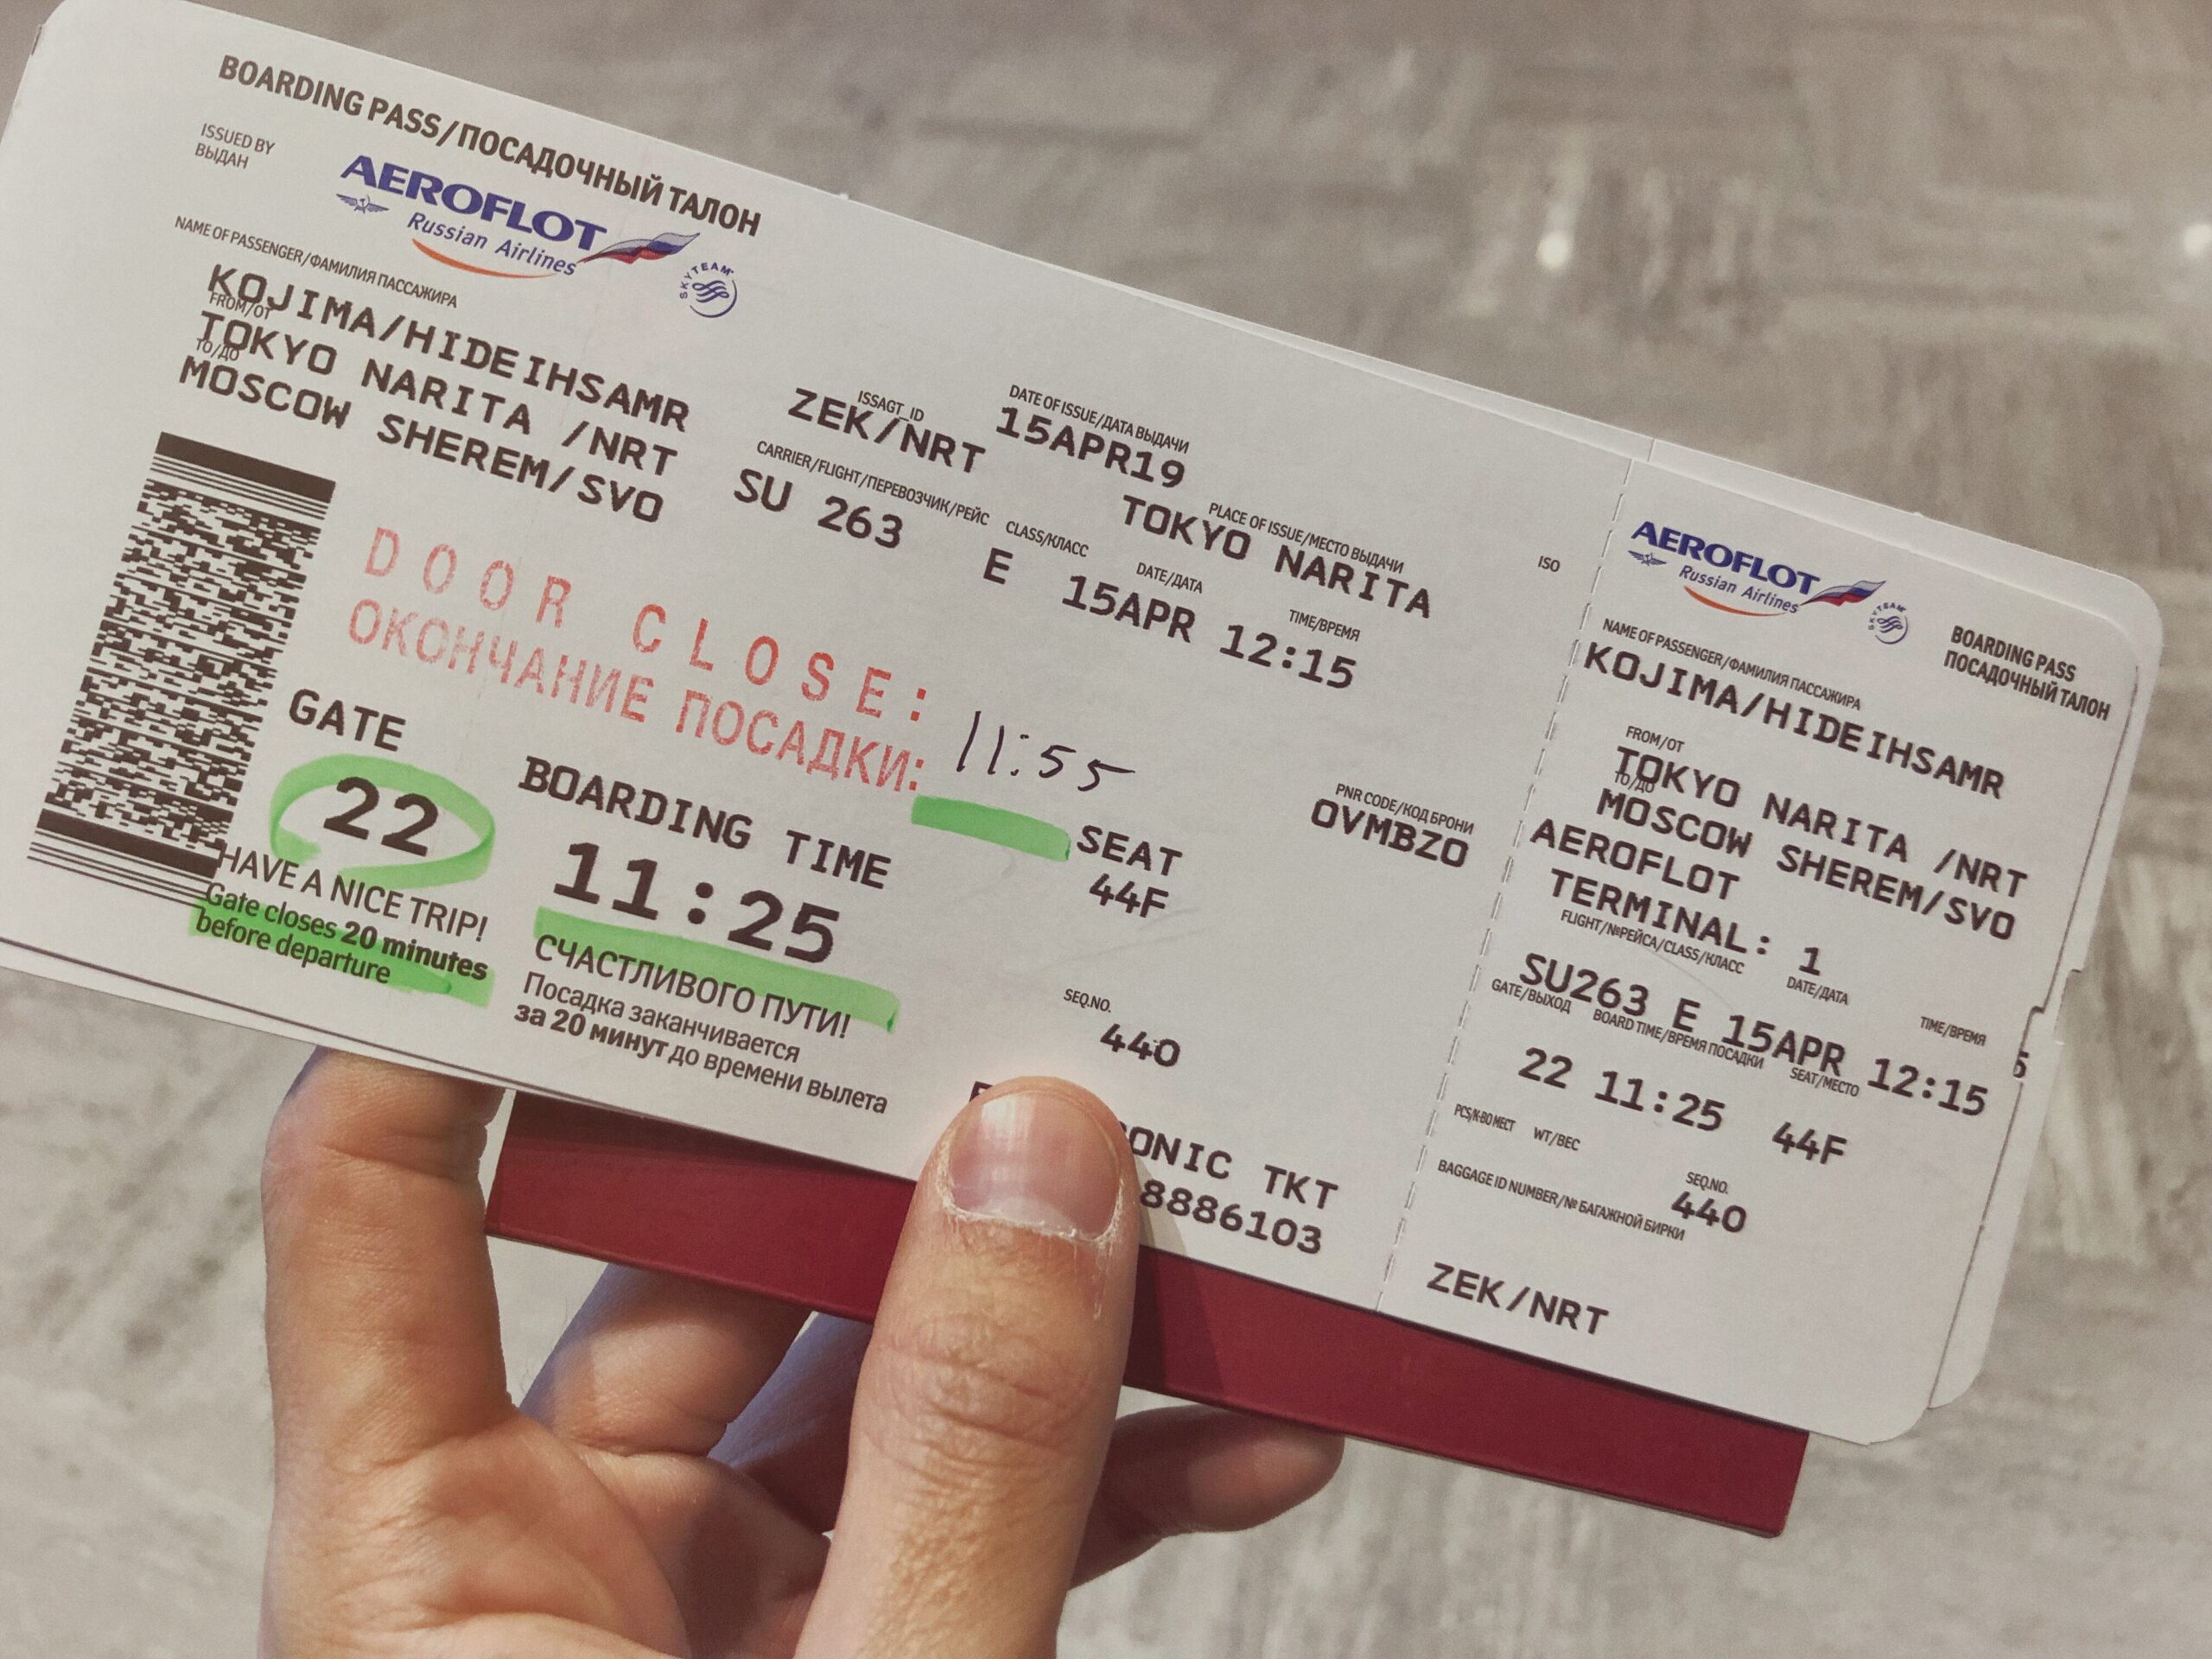 BOARDING PASS/ПОСАДОЧНЫЙ ТАЛОН
ISSUED BY
ВЫДАН
AEROFLOT
Russian Airlines
SKYTEAM
NAME OF PASSENGER/ФАМИЛИЯ ПАССАЖИРА
KOJIMA/HIDEIHSAMR
FROM/ОТ
TOKYO NARITA /NRT
TO/ДО
MOSCOW SHEREM/SVO
ISSAGT_ID
ZEK/NRT
DATE OF ISSUE/ДАТА ВЫДАЧИ
15APR19
CARRIER/FLIGHT/ПЕРЕВОЗЧИК/РЕЙС
SU 263
PLACE OF ISSUE/МЕСТО ВЫДАЧИ
TOKYO NARITA
CLASS/КЛАСС
E
DATE/ДАТА
15APR
TIME/ВРЕМЯ
12:15
ISO
DOOR CLOSE:
ОКОНЧАНИЕ ПОСАДКИ:
11:55
GATE
22
BOARDING TIME
11:25
SEAT
44F
PNR CODE/КОД БРОНИ
OVMBZO
HAVE A NICE TRIP!
Gate closes 20 minutes
before departure
СЧАСТЛИВОГО ПУТИ!
Посадка заканчивается
за 20 минут до времени вылета
SEQ.NO.
440
ONIC TKT
8886103
AEROFLOT
Russian Airlines
SKYTEAM
BOARDING PASS
ПОСАДОЧНЫЙ ТАЛОН
NAME OF PASSENGER/ФАМИЛИЯ ПАССАЖИРА
KOJIMA/HIDEIHSAMR
FROM/ОТ
TOKYO NARITA /NRT
TO/ДО
MOSCOW SHEREM/SVO
AEROFLOT
TERMINAL: 1
FLIGHT/№РЕЙСА/CLASS/КЛАСС
DATE/ДАТА
TIME/ВРЕМЯ
SU263 E 15APR 12:15
GATE/ВЫХОД
BOARD TIME/ВРЕМЯ ПОСАДКИ
SEAT/МЕСТО
22 11:25 44F
PCS/К-ВО МЕСТ
WT/ВЕС
SEQ.NO.
440
BAGGAGE ID NUMBER/№ БАГАЖНОЙ БИРКИ
ZEK/NRT
5